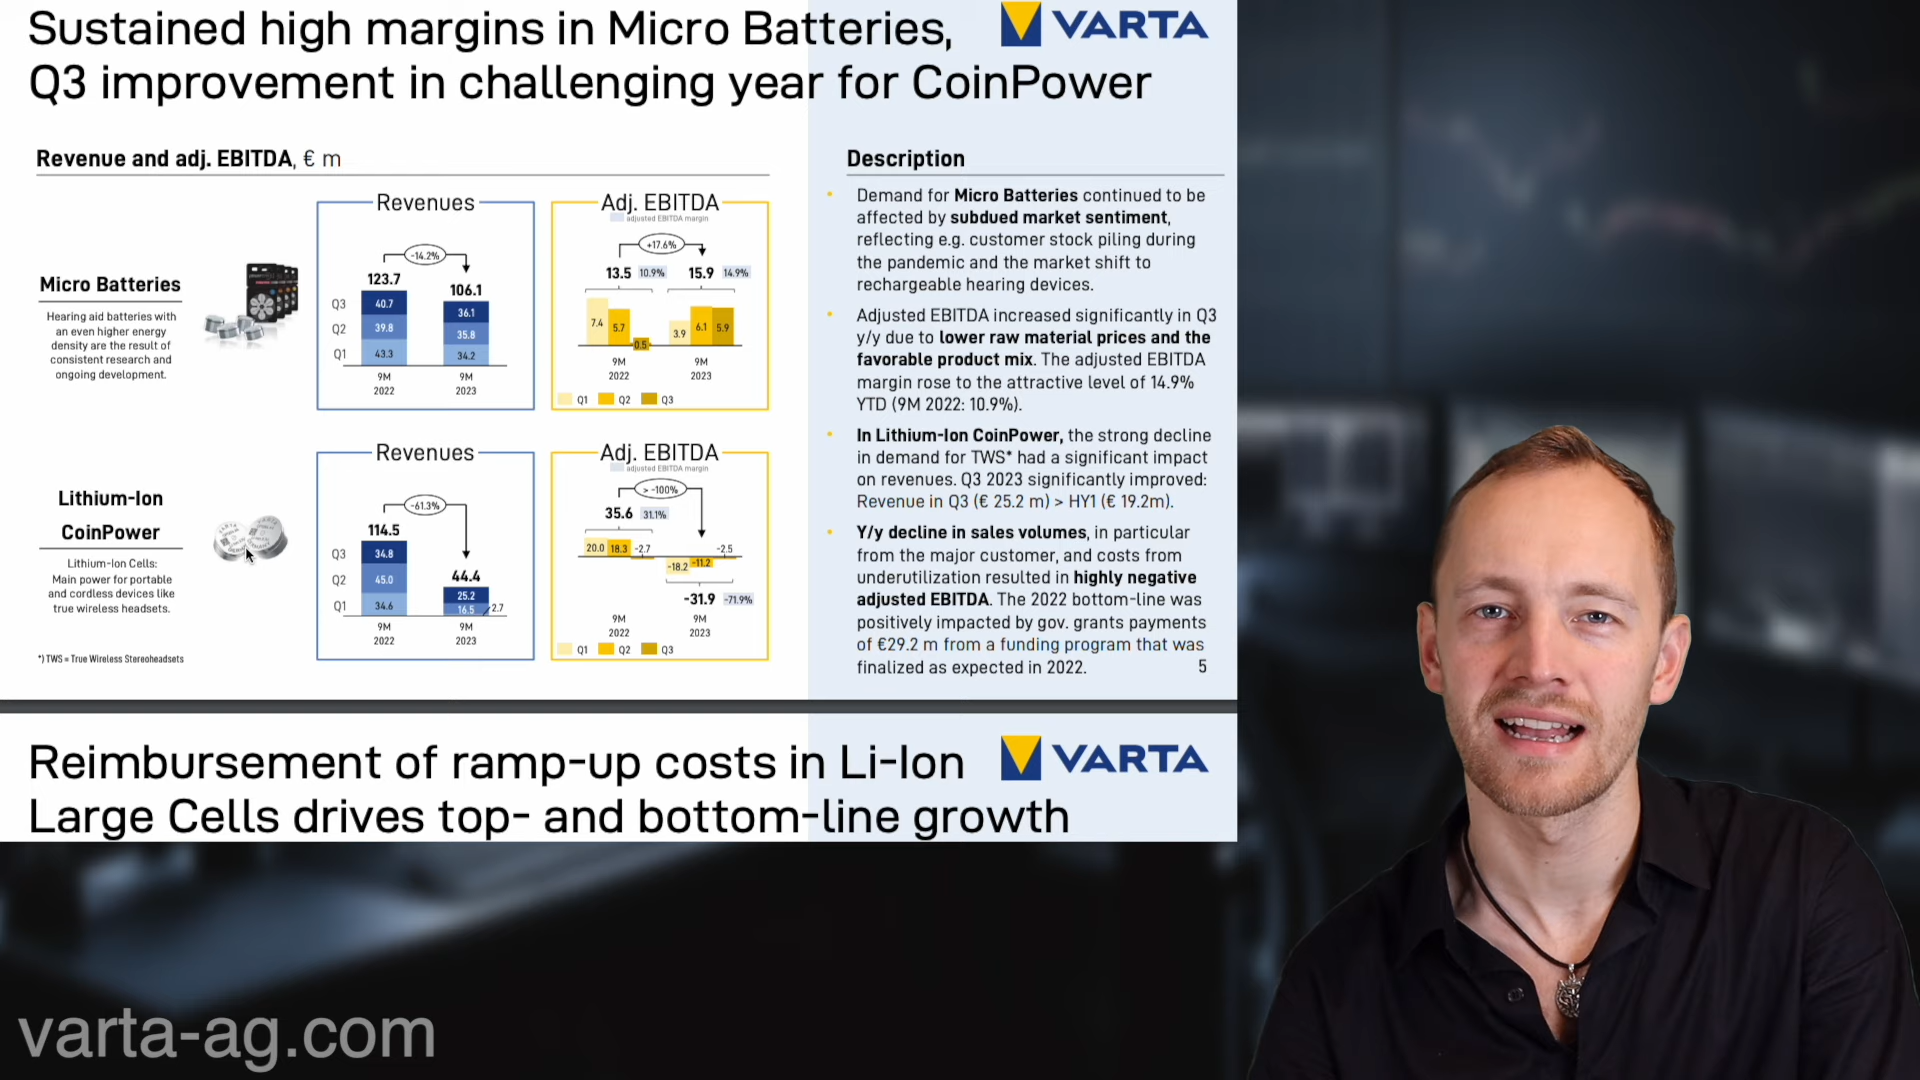 Sustained high margins in Micro Batteries,
VARTA
Q3 improvement in challenging year for CoinPower
Revenue and adj. EBITDA, € m
Micro Batteries
Hearing aid batteries with
an even higher energy
density are the result of
consistent research and
ongoing development.
Revenues
-14.2%
123.7
106.1
Q3
40.7
36.1
Q2
39.8
35.8
Q1
43.3
34.2
9M
9M
2022
2023
Adj. EBITDA
adjusted EBITDA margin
+17.6%
13.5 10.9%
15.9 14.9%
7.4
5.7
0.5
3.9
6.1
5.9
9M
9M
2022
2023
Q1
Q2
Q3
Lithium-Ion
CoinPower
Lithium-Ion Cells:
Main power for portable
and cordless devices like
true wireless headsets.
Revenues
-61.3%
114.5
44.4
Q3
34.8
25.2
Q2
45.0
16.5
Q1
34.6
2.7
9M
9M
2022
2023
Adj. EBITDA
adjusted EBITDA margin
> -100%
35.6 31.1%
20.0
18.3
-2.7
-18.2
-11.2
-2.5
-31.9 -71.9%
9M
9M
2022
2023
Q1
Q2
Q3
*) TWS = True Wireless Stereoheadsets
Description
Demand for Micro Batteries continued to be
affected by subdued market sentiment,
reflecting e.g. customer stock piling during
the pandemic and the market shift to
rechargeable hearing devices.
Adjusted EBITDA increased significantly in Q3
y/y due to lower raw material prices and the
favorable product mix. The adjusted EBITDA
margin rose to the attractive level of 14.9%
YTD (9M 2022: 10.9%).
In Lithium-Ion CoinPower, the strong decline
in demand for TWS* had a significant impact
on revenues. Q3 2023 significantly improved:
Revenue in Q3 (€ 25.2 m) > HY1 (€ 19.2m).
Y/y decline in sales volumes, in particular
from the major customer, and costs from
underutilization resulted in highly negative
adjusted EBITDA. The 2022 bottom-line was
positively impacted by gov. grants payments
of €29.2 m from a funding program that was
finalized as expected in 2022.
5
Reimbursement of ramp-up costs in Li-Ion
VARTA
Large Cells drives top- and bottom-line growth
varta-ag.com